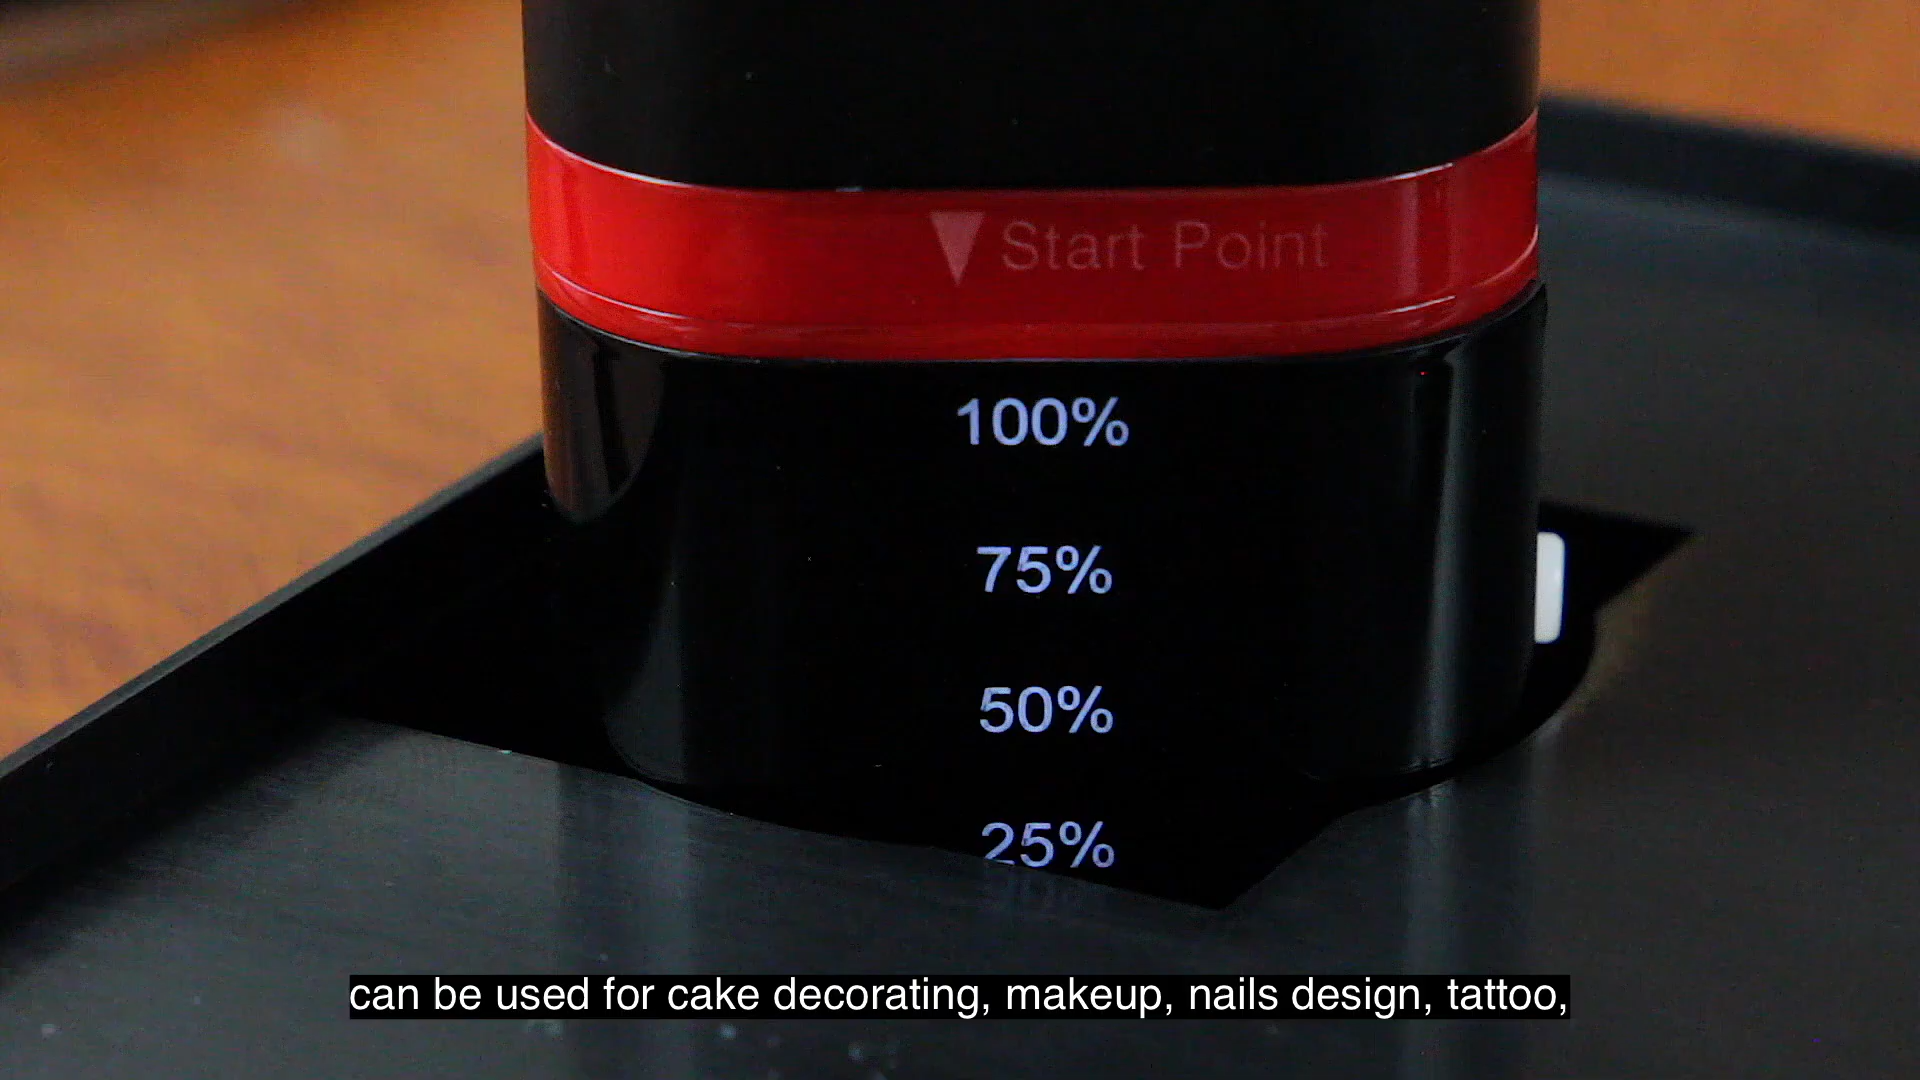 ▼ Start Point
100%
75%
50%
25%
can be used for cake decorating, makeup, nails design, tattoo,